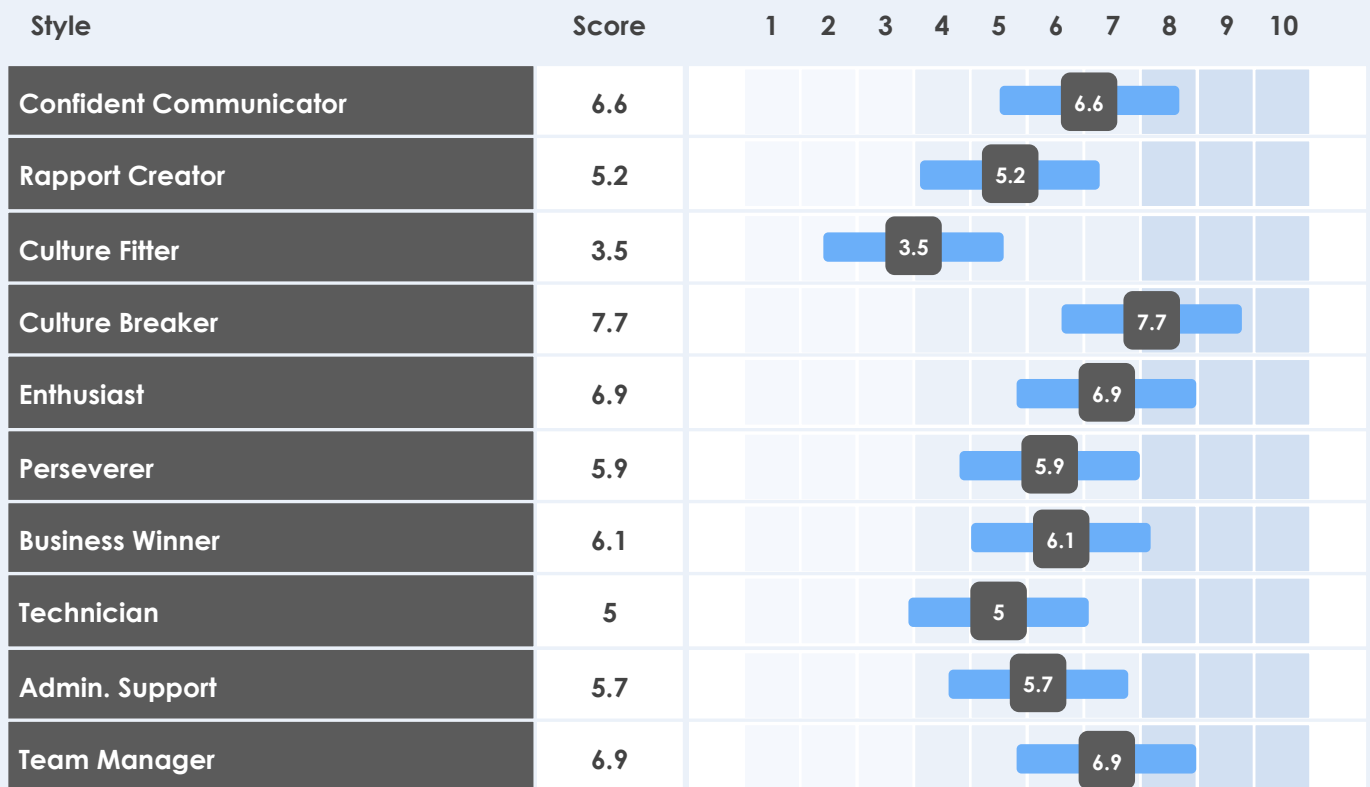 Style Score 1 2 3 4 5 6 7 8 9 10
Confident Communicator 6.6 6.6
Rapport Creator 5.2 5.2
Culture Fitter 3.5 3.5
Culture Breaker 7.7 7.7
Enthusiast 6.9 6.9
Perseverer 5.9 5.9
Business Winner 6.1 6.1
Technician 5 5
Admin. Support 5.7 5.7
Team Manager 6.9 6.9